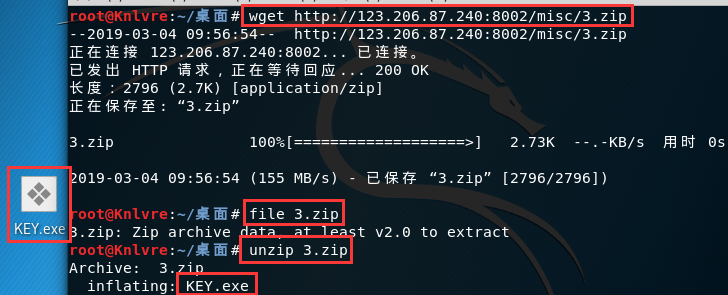 root@Knlvre:~/桌面# wget http://123.206.87.240:8002/misc/3.zip
--2019-03-04 09:56:54--  http://123.206.87.240:8002/misc/3.zip
正在连接 123.206.87.240:8002... 已连接。
已发出 HTTP 请求，正在等待回应... 200 OK
长度：2796 (2.7K) [application/zip]
正在保存至: “3.zip”
3.zip 100%[===================>] 2.73K --.-KB/s 用时 0s
2019-03-04 09:56:54 (155 MB/s) - 已保存 “3.zip” [2796/2796])
root@Knlvre:~/桌面# file 3.zip
3.zip: Zip archive data, at least v2.0 to extract
root@Knlvre:~/桌面# unzip 3.zip
Archive:  3.zip
inflating: KEY.exe
KEY.exe